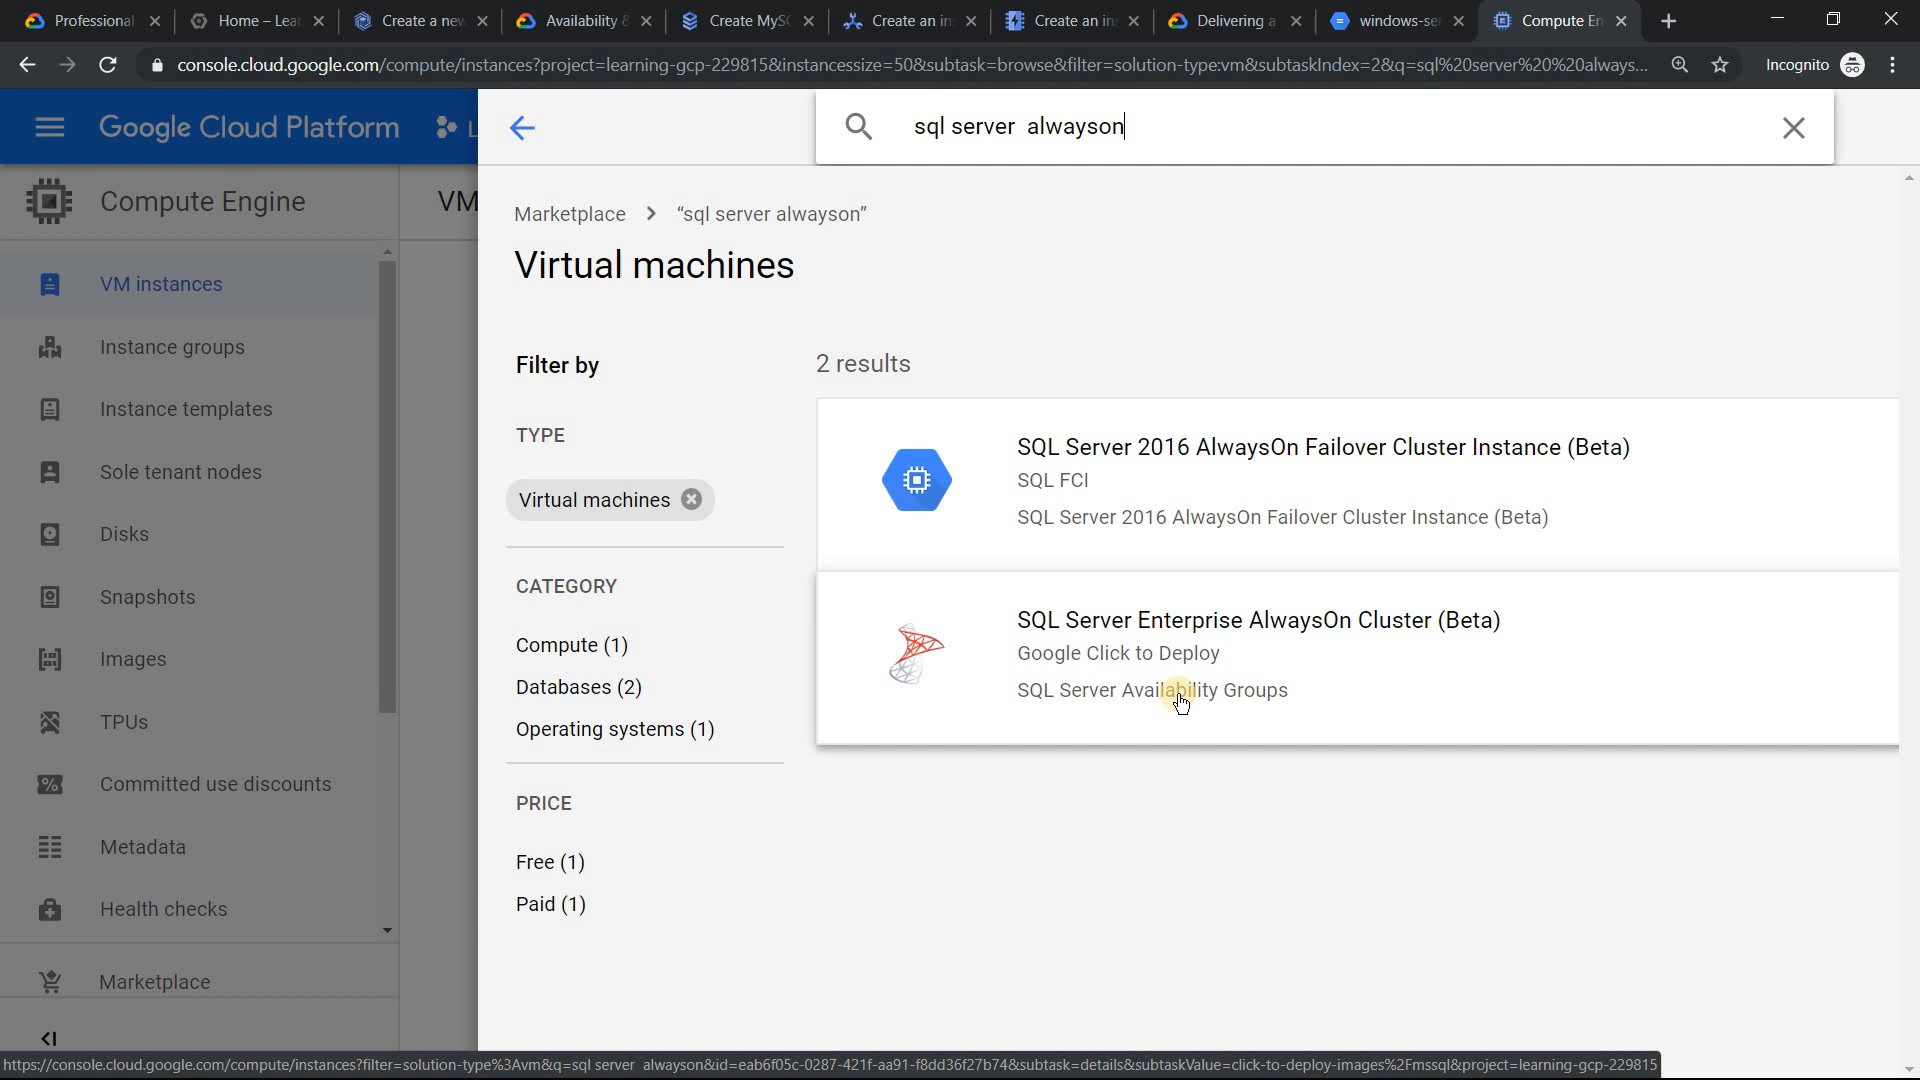 Professional
Home – Lea
Create a new
Availability &
Create MySQ
Create an in
Create an in
Delivering a
windows-se
Compute En
console.cloud.google.com/compute/instances?project=learning-gcp-229815&instancessize=50&subtask=browse&filter=solution-type:vm&subtaskIndex=2&q=sql%20server%20%20always...
Incognito
Google Cloud Platform
L
sql server  alwayson
Compute Engine
VM
Marketplace > “sql server alwayson”
Virtual machines
VM instances
Instance groups
Instance templates
Sole tenant nodes
Disks
Snapshots
Images
TPUs
Committed use discounts
Metadata
Health checks
Marketplace
Filter by
TYPE
Virtual machines
CATEGORY
Compute (1)
Databases (2)
Operating systems (1)
PRICE
Free (1)
Paid (1)
2 results
SQL Server 2016 AlwaysOn Failover Cluster Instance (Beta)
SQL FCI
SQL Server 2016 AlwaysOn Failover Cluster Instance (Beta)
SQL Server Enterprise AlwaysOn Cluster (Beta)
Google Click to Deploy
SQL Server Availability Groups
https://console.cloud.google.com/compute/instances?filter=solution-type%3Avm&q=sql server  alwayson&id=eab6f05c-0287-421f-aa91-f8dd36f27b74&subtask=details&subtaskValue=click-to-deploy-images%2Fmssql&project=learning-gcp-229815